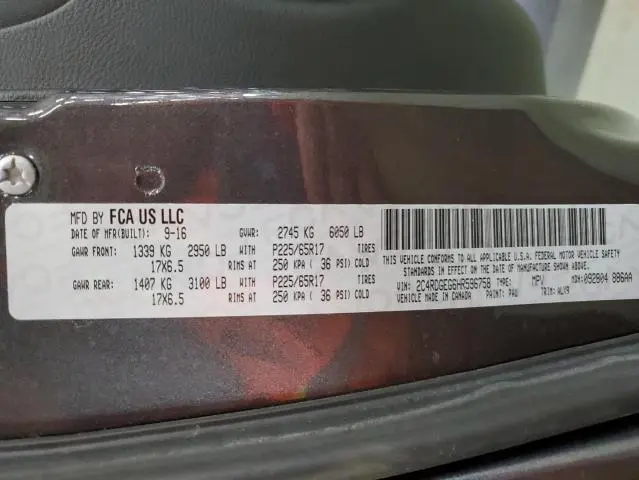 MFD BY FCA US LLC
DATE OF MFR(BUILT): 9-16 GVWR: 2745 KG 6050 LB
GAWR FRONT: 1339 KG 2950 LB WITH P225/65R17 TIRES
17X6.5 RIMS AT 250 KPA ( 36 PSI) COLD
GAWR REAR: 1407 KG 3100 LB WITH P225/65R17 TIRES
17X6.5 RIMS AT 250 KPA ( 36 PSI) COLD
THIS VEHICLE CONFORMS TO ALL APPLICABLE U.S.A. FEDERAL MOTOR VEHICLE SAFETY
STANDARDS IN EFFECT ON THE DATE OF MANUFACTURE SHOWN ABOVE.
VIN: 2C4RDGEG6HR596758 TYPE: MPV MDH: 092804 886AA
VEHICLE MADE IN CANADA PAINT: PAU TRIM: ALX9